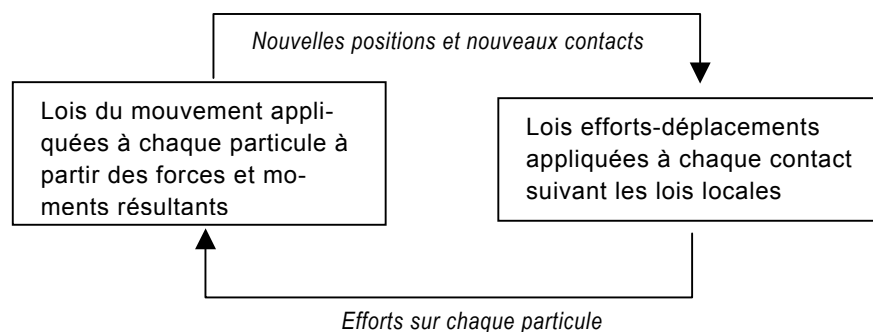 Nouvelles positions et nouveaux contacts
Lois du mouvement appli-
quées à chaque particule à
partir des forces et mo-
ments résultants
Lois efforts-déplacements
appliquées à chaque contact
suivant les lois locales
Efforts sur chaque particule